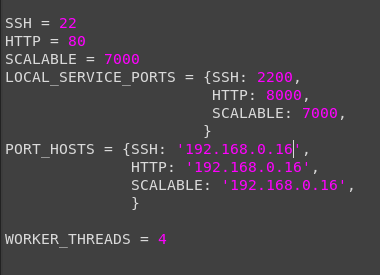 SSH = 22
HTTP = 80
SCALABLE = 7000
LOCAL_SERVICE_PORTS = {SSH: 2200,
                       HTTP: 8000,
                       SCALABLE: 7000,
                      }
PORT_HOSTS = {SSH: '192.168.0.16',
              HTTP: '192.168.0.16',
              SCALABLE: '192.168.0.16',
              }

WORKER_THREADS = 4